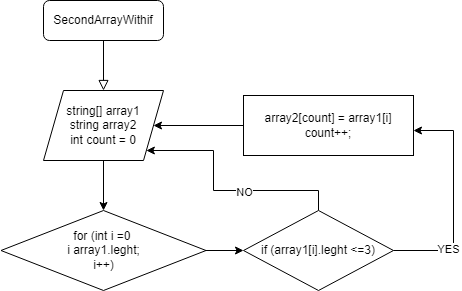 SecondArrayWithif
string[] array1
string array2
int count = 0
array2[count] = array1[i]
count++;
for (int i =0
i array1.leght;
i++)
if (array1[i].leght <=3)
NO
YES